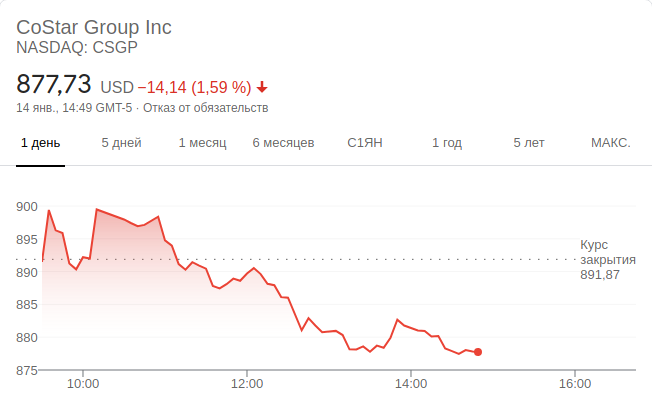 CoStar Group Inc
NASDAQ: CSGP
877,73 USD −14,14 (1,59 %)
14 янв., 14:49 GMT-5 · Отказ от обязательств
1 день 5 дней 1 месяц 6 месяцев С1ЯН 1 год 5 лет МАКС.
900
895
890
885
880
875
Курс
закрытия
891,87
10:00 12:00 14:00 16:00